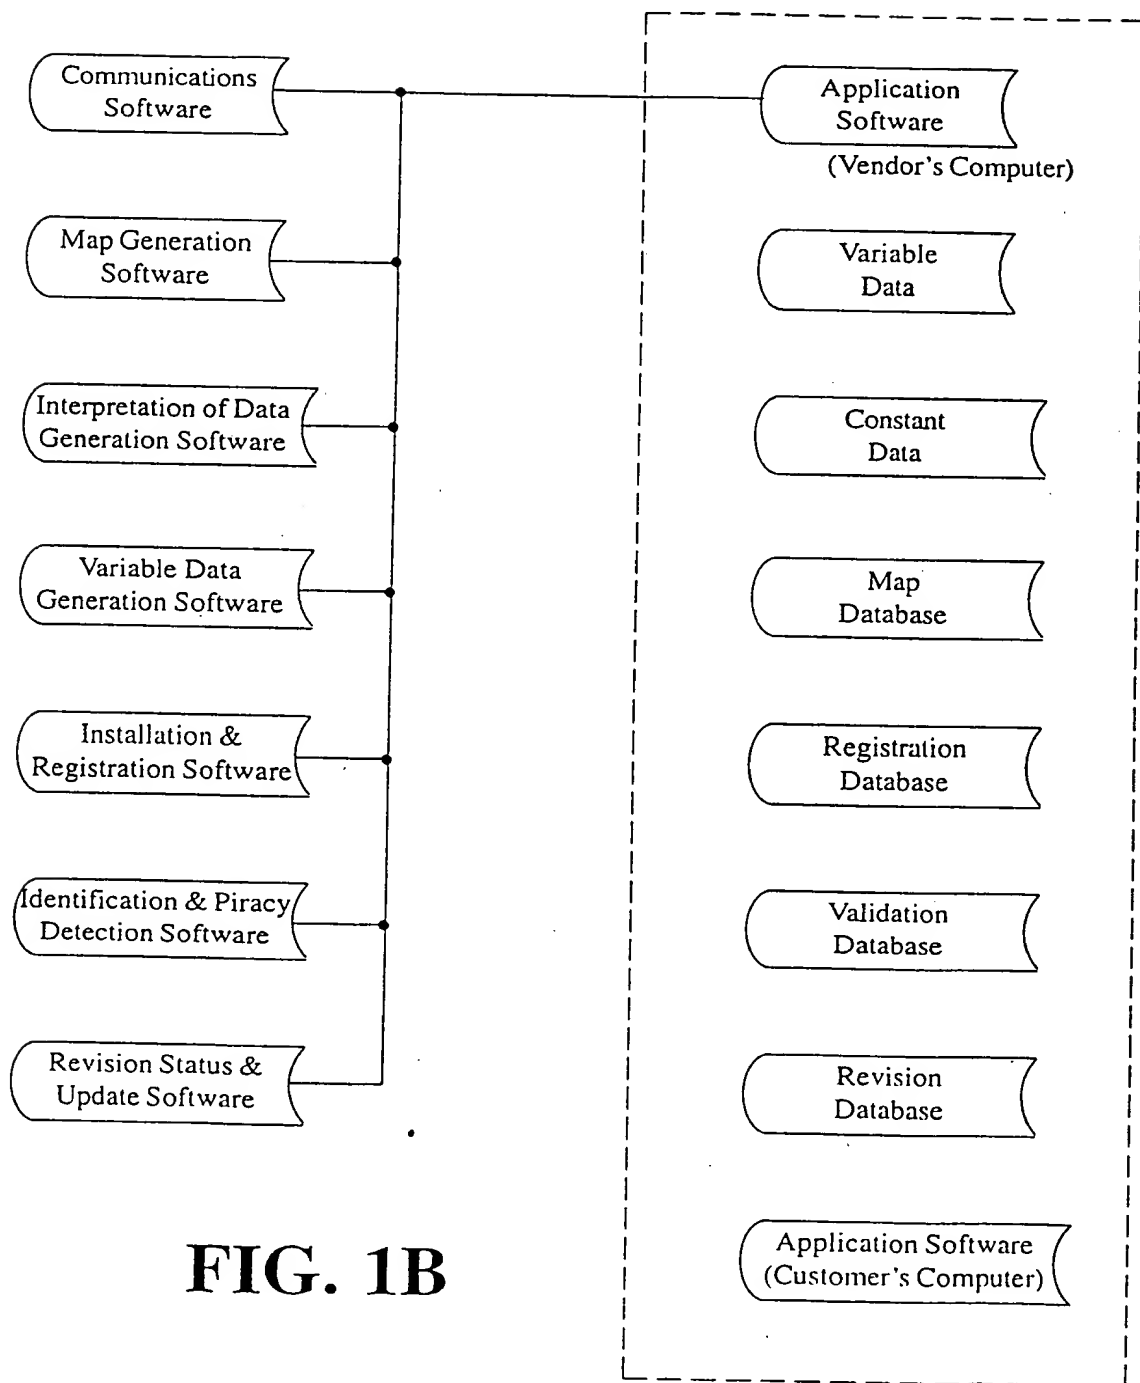 Communications
Software
Map Generation
Software
Interpretation of Data
Generation Software
Variable Data
Generation Software
Installation &
Registration Software
Identification & Piracy
Detection Software
Revision Status &
Update Software
Application
Software
(Vendor's Computer)
Variable
Data
Constant
Data
Map
Database
Registration
Database
Validation
Database
Revision
Database
Application Software
(Customer's Computer)
FIG. 1B